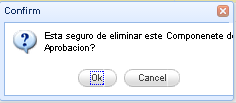 Confirm
Esta seguro de eliminar este Componenete de
Aprobacion?
Ok
Cancel